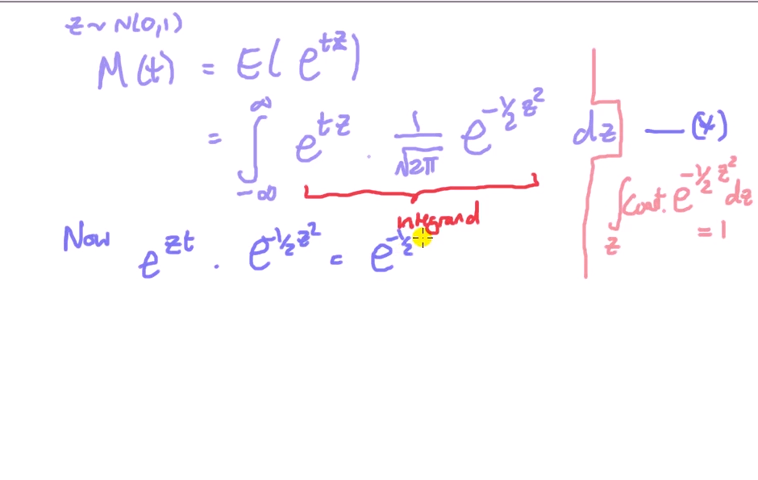 z ~ N(0,1)
M(t) = E(e^{tz})
= ∫_{-∞}^{∞} e^{tz} . 1/√2π e^{-½z²} dz — (*)
integrand
∫_z Const. e^{-½z²} dz
= 1
Now e^{zt} . e^{-½z²} = e^{-½